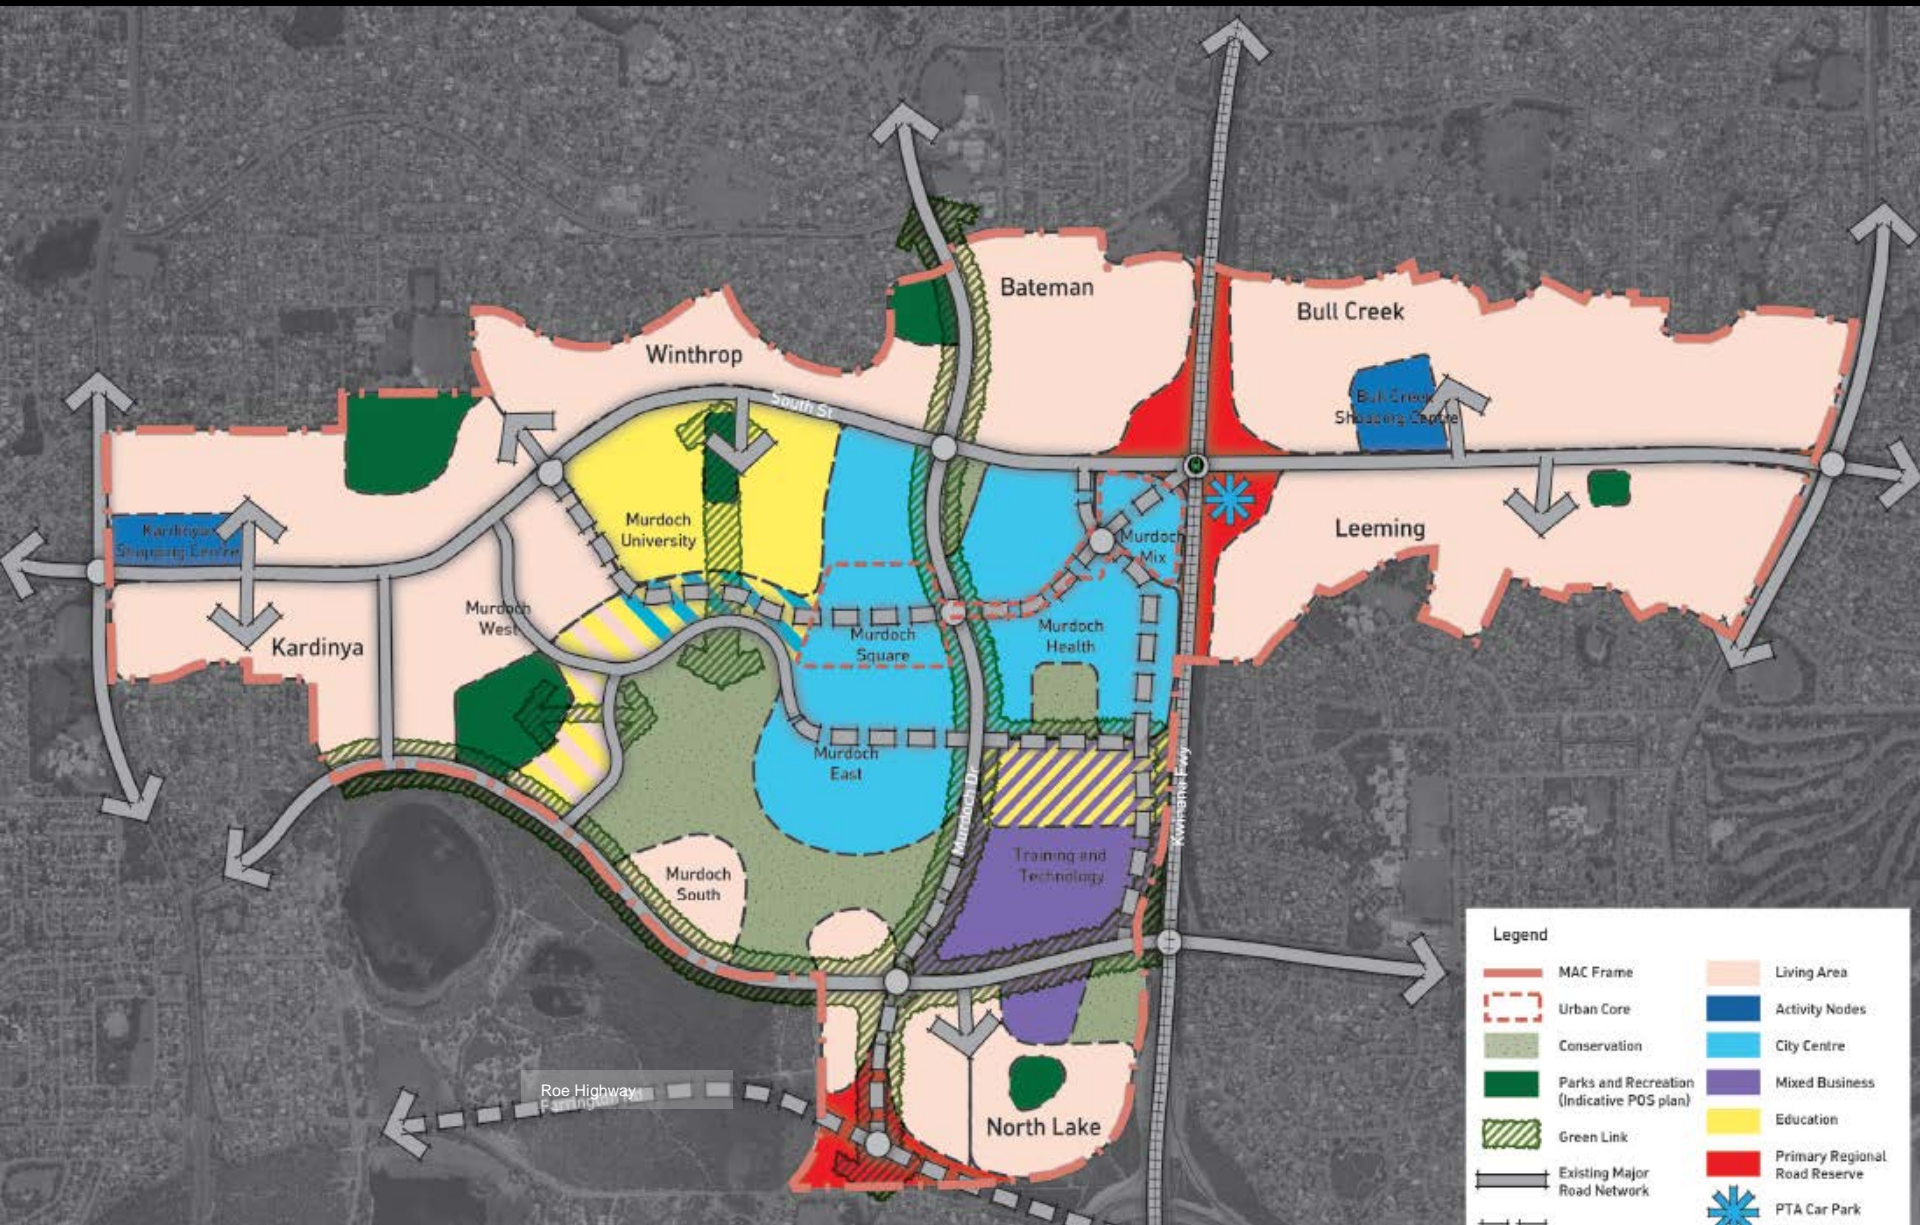 Bateman
Bull Creek
Winthrop
South St
Bull Creek
Shopping Centre
Murdoch
University
Kardinya
Shopping Centre
Murdoch
Mix
Leeming
Murdoch
West
Kardinya
Murdoch
Square
Murdoch
Health
Murdoch
East
Murdoch Dr
Kwinana Fwy
Training and
Technology
Murdoch
South
Roe Highway
Farrington
North Lake
Legend
MAC Frame
Urban Core
Conservation
Parks and Recreation
(Indicative POS plan)
Green Link
Existing Major
Road Network
Living Area
Activity Nodes
City Centre
Mixed Business
Education
Primary Regional
Road Reserve
PTA Car Park